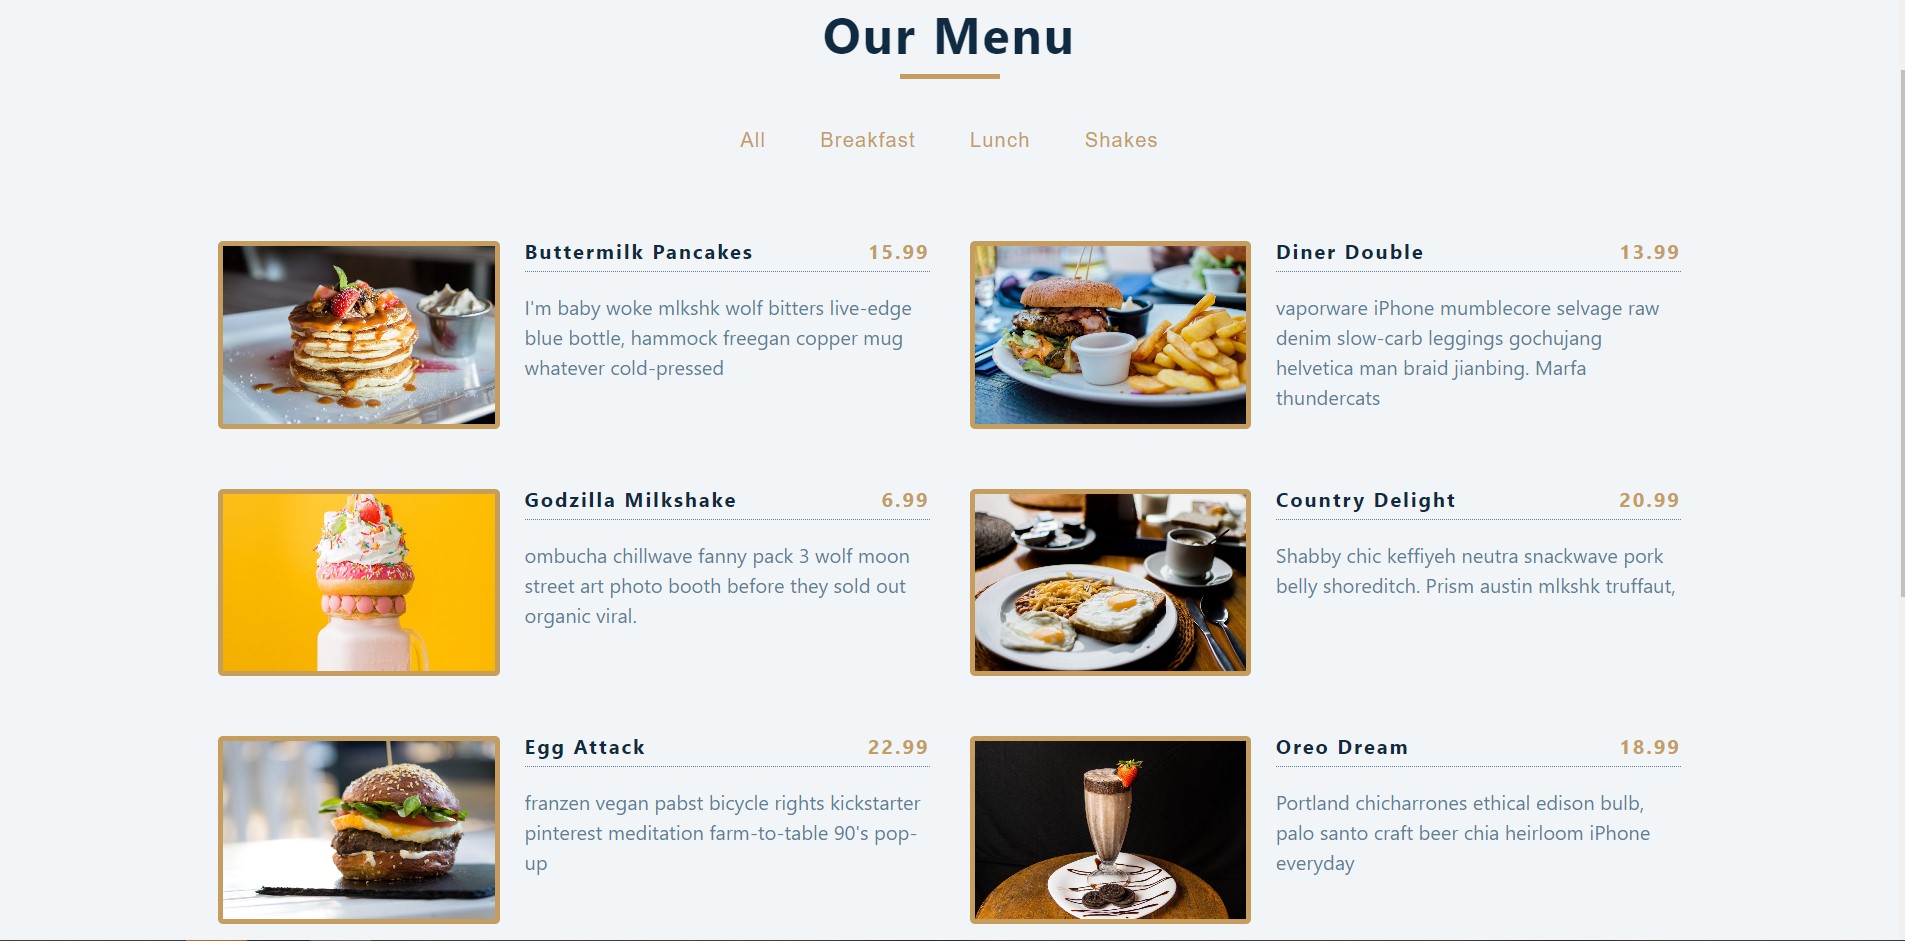 Our Menu
All Breakfast Lunch Shakes
Buttermilk Pancakes 15.99
I'm baby woke mlkshk wolf bitters live-edge
blue bottle, hammock freegan copper mug
whatever cold-pressed
Diner Double 13.99
vaporware iPhone mumblecore selvage raw
denim slow-carb leggings gochujang
helvetica man braid jianbing. Marfa
thundercats
Godzilla Milkshake 6.99
ombucha chillwave fanny pack 3 wolf moon
street art photo booth before they sold out
organic viral.
Country Delight 20.99
Shabby chic keffiyeh neutra snackwave pork
belly shoreditch. Prism austin mlkshk truffaut,
Egg Attack 22.99
franzen vegan pabst bicycle rights kickstarter
pinterest meditation farm-to-table 90's pop-
up
Oreo Dream 18.99
Portland chicharrones ethical edison bulb,
palo santo craft beer chia heirloom iPhone
everyday